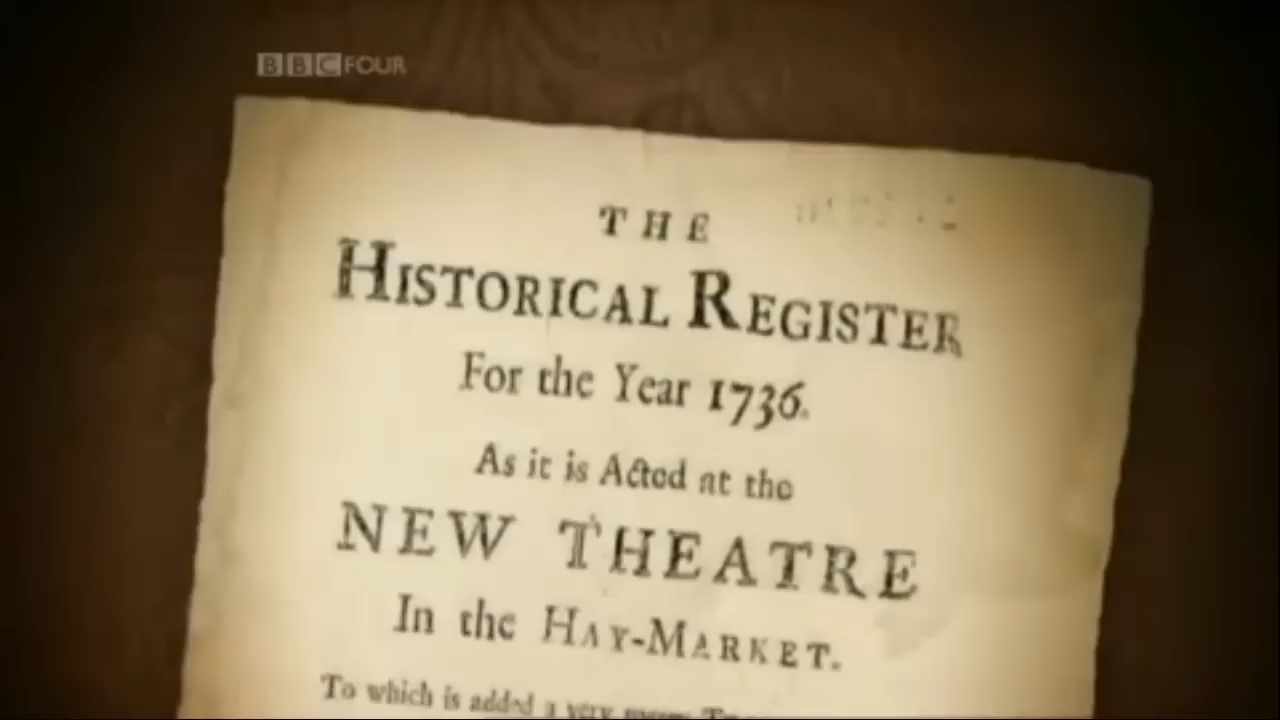 BBC FOUR
THE
HISTORICAL REGISTER
For the Year 1736.
As it is Acted at the
NEW THEATRE
In the HAY-MARKET.
To which is added a very